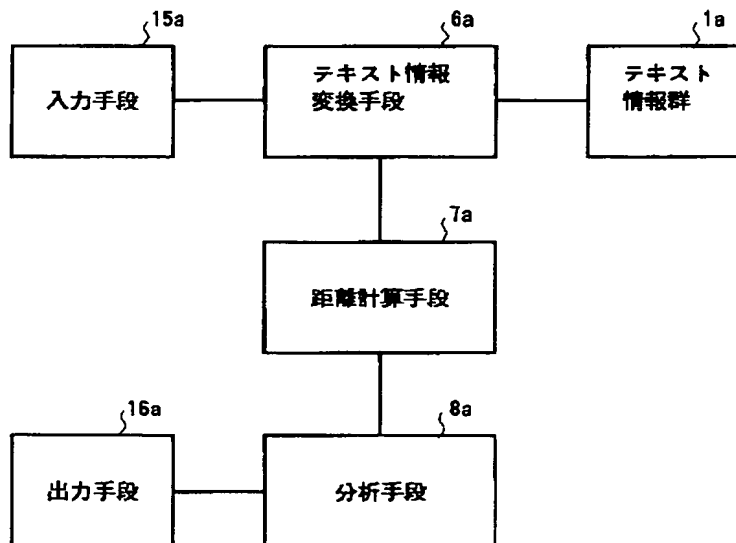 15a
6a
1a
入力手段
テキスト情報
変換手段
テキスト
情報群
7a
距離計算手段
16a
8a
出力手段
分析手段